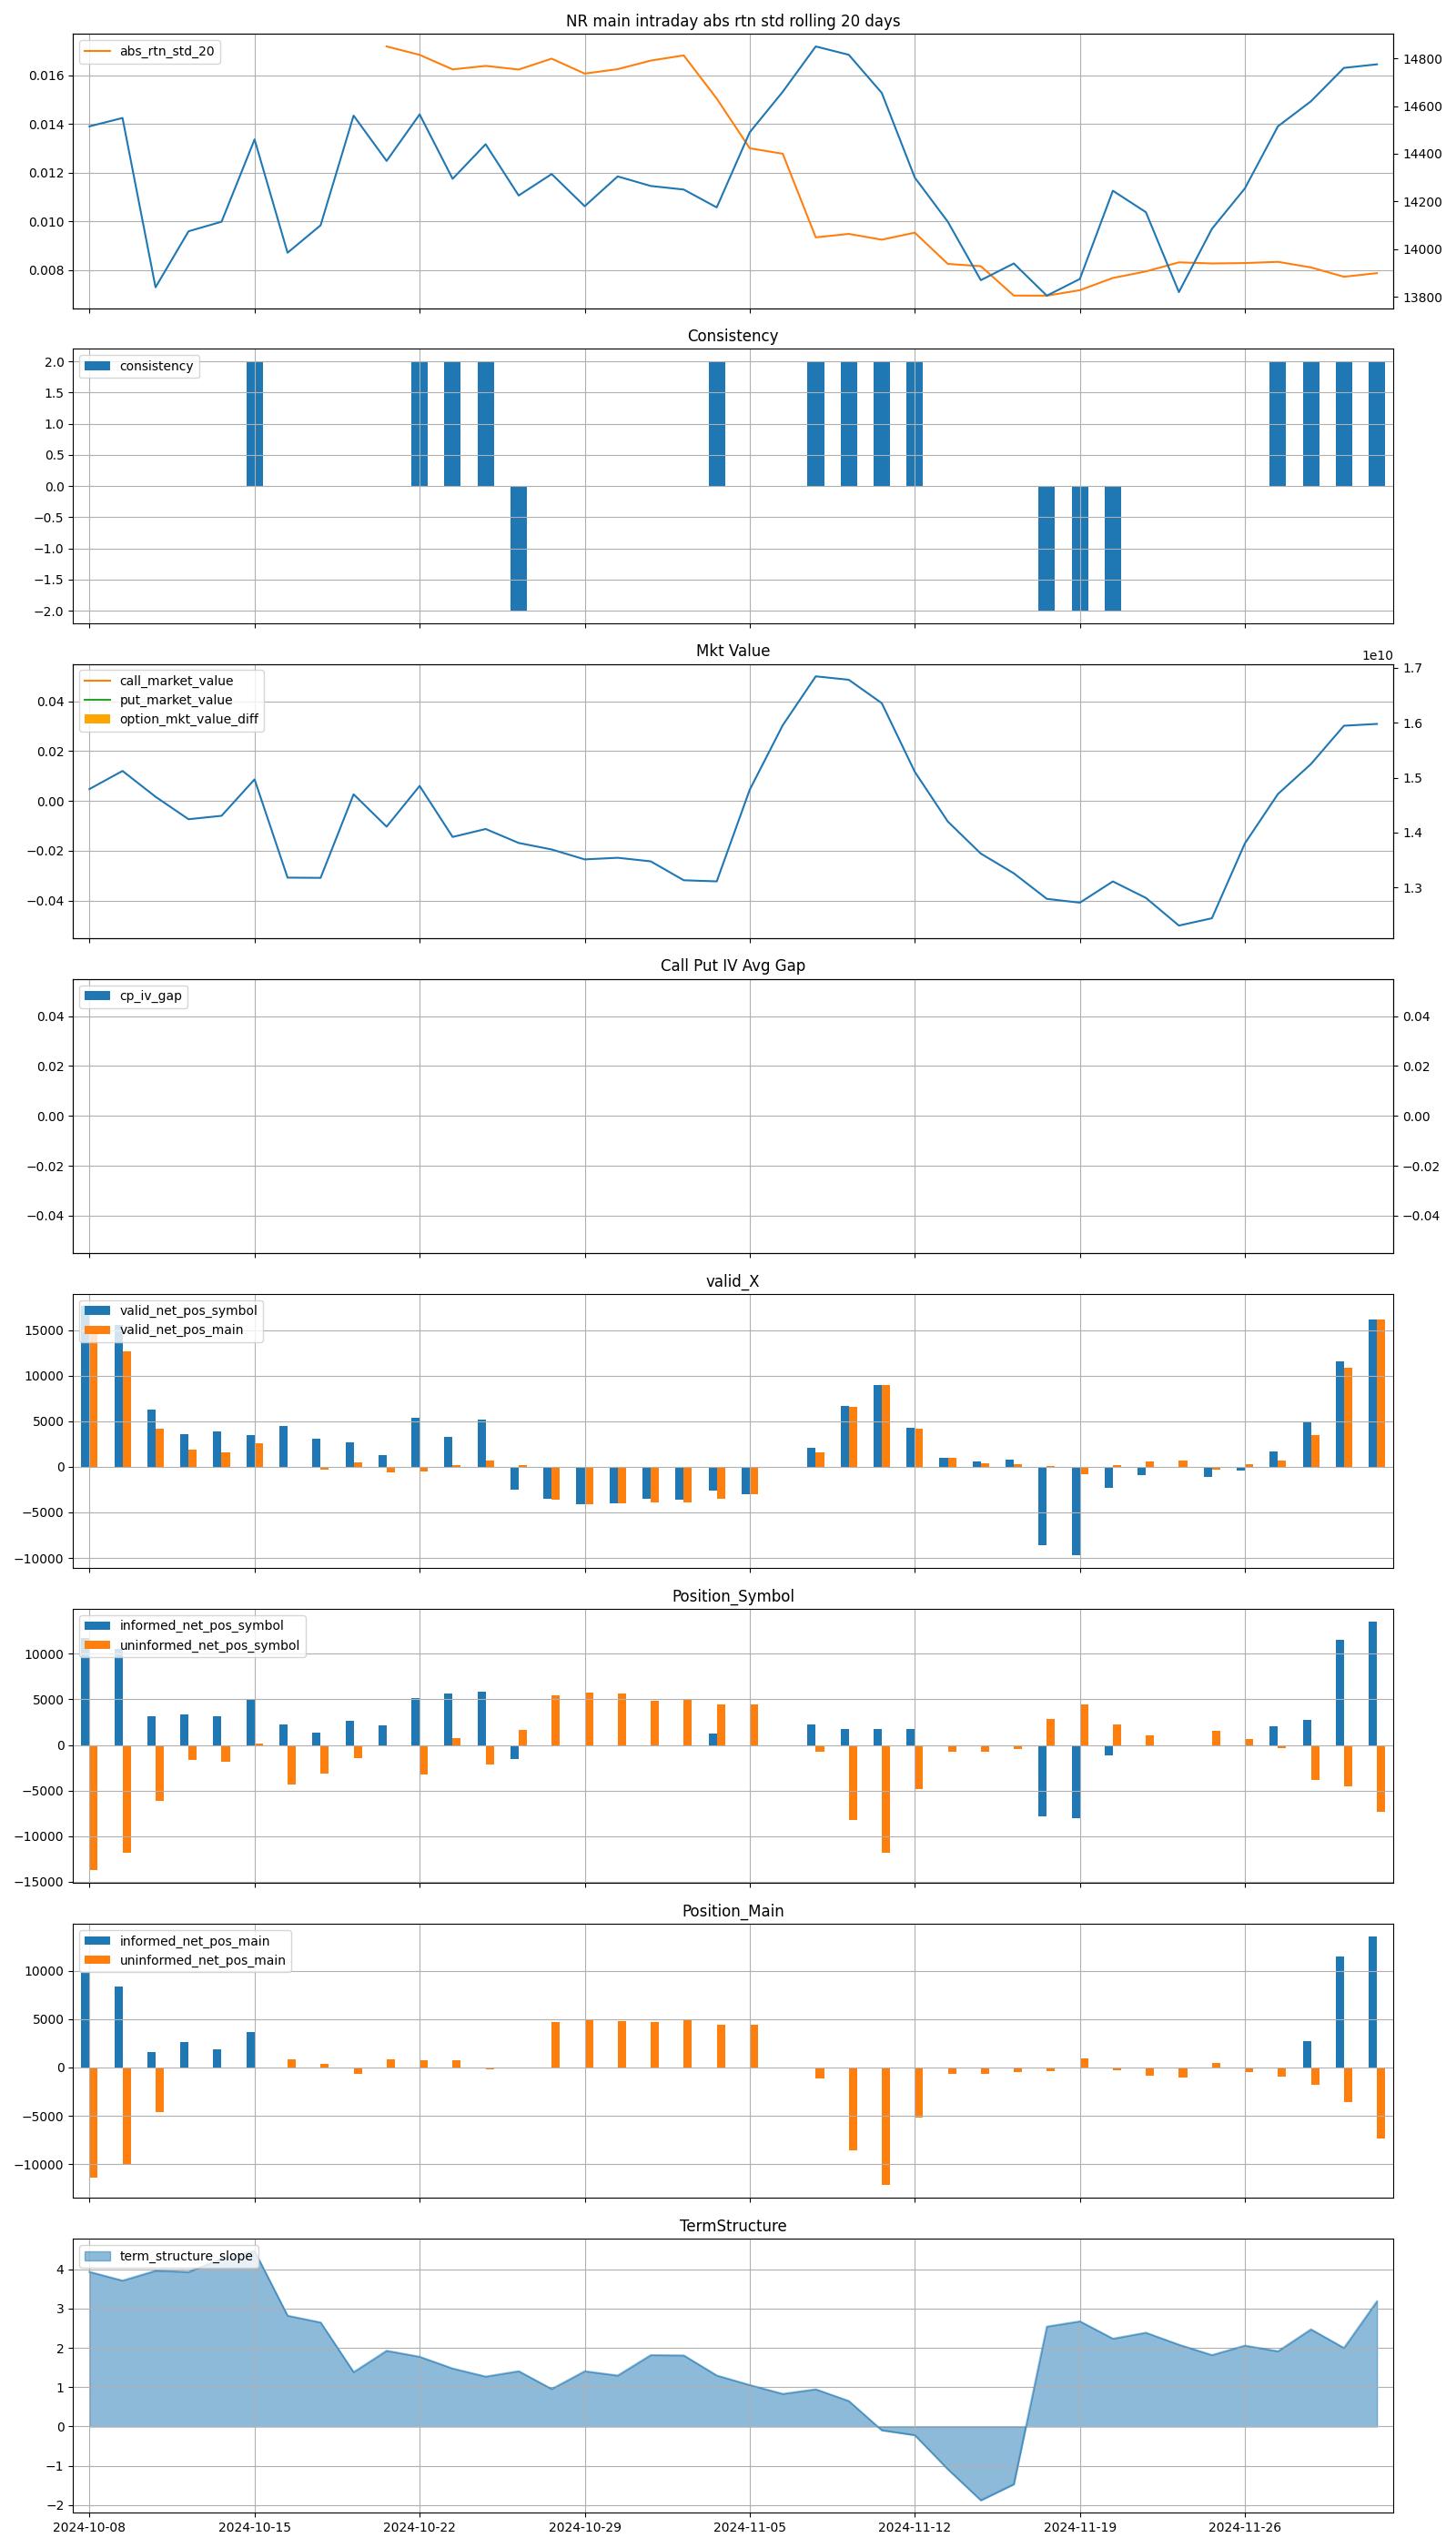 NR main intraday abs rtn std rolling 20 days
abs_rtn_std_20
0.016
0.014
0.012
0.010
0.008
14800
14600
14400
14200
14000
13800
Consistency
consistency
2.0
1.5
1.0
0.5
0.0
−0.5
−1.0
−1.5
−2.0
Mkt Value
1e10
call_market_value
put_market_value
option_mkt_value_diff
0.04
0.02
0.00
−0.02
−0.04
1.7
1.6
1.5
1.4
1.3
Call Put IV Avg Gap
cp_iv_gap
0.04
0.02
0.00
−0.02
−0.04
0.04
0.02
0.00
−0.02
−0.04
valid_X
valid_net_pos_symbol
valid_net_pos_main
15000
10000
5000
0
−5000
−10000
Position_Symbol
informed_net_pos_symbol
uninformed_net_pos_symbol
10000
5000
0
−5000
−10000
−15000
Position_Main
informed_net_pos_main
uninformed_net_pos_main
10000
5000
0
−5000
−10000
TermStructure
term_structure_slope
4
3
2
1
0
−1
−2
2024-10-08 2024-10-15 2024-10-22 2024-10-29 2024-11-05 2024-11-12 2024-11-19 2024-11-26